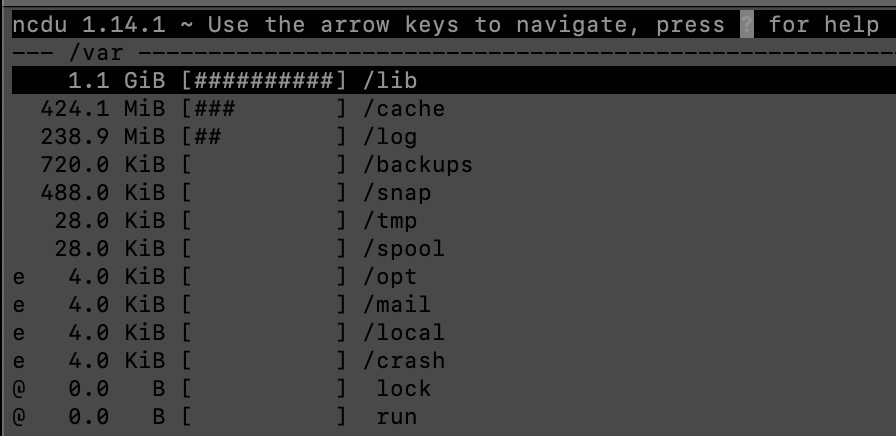 ncdu 1.14.1 ~ Use the arrow keys to navigate, press ? for help
--- /var ------------------------------------------------------
    1.1 GiB [##########] /lib
  424.1 MiB [###       ] /cache
  238.9 MiB [##        ] /log
  720.0 KiB [          ] /backups
  488.0 KiB [          ] /snap
   28.0 KiB [          ] /tmp
   28.0 KiB [          ] /spool
e   4.0 KiB [          ] /opt
e   4.0 KiB [          ] /mail
e   4.0 KiB [          ] /local
e   4.0 KiB [          ] /crash
@   0.0   B [          ]  lock
@   0.0   B [          ]  run